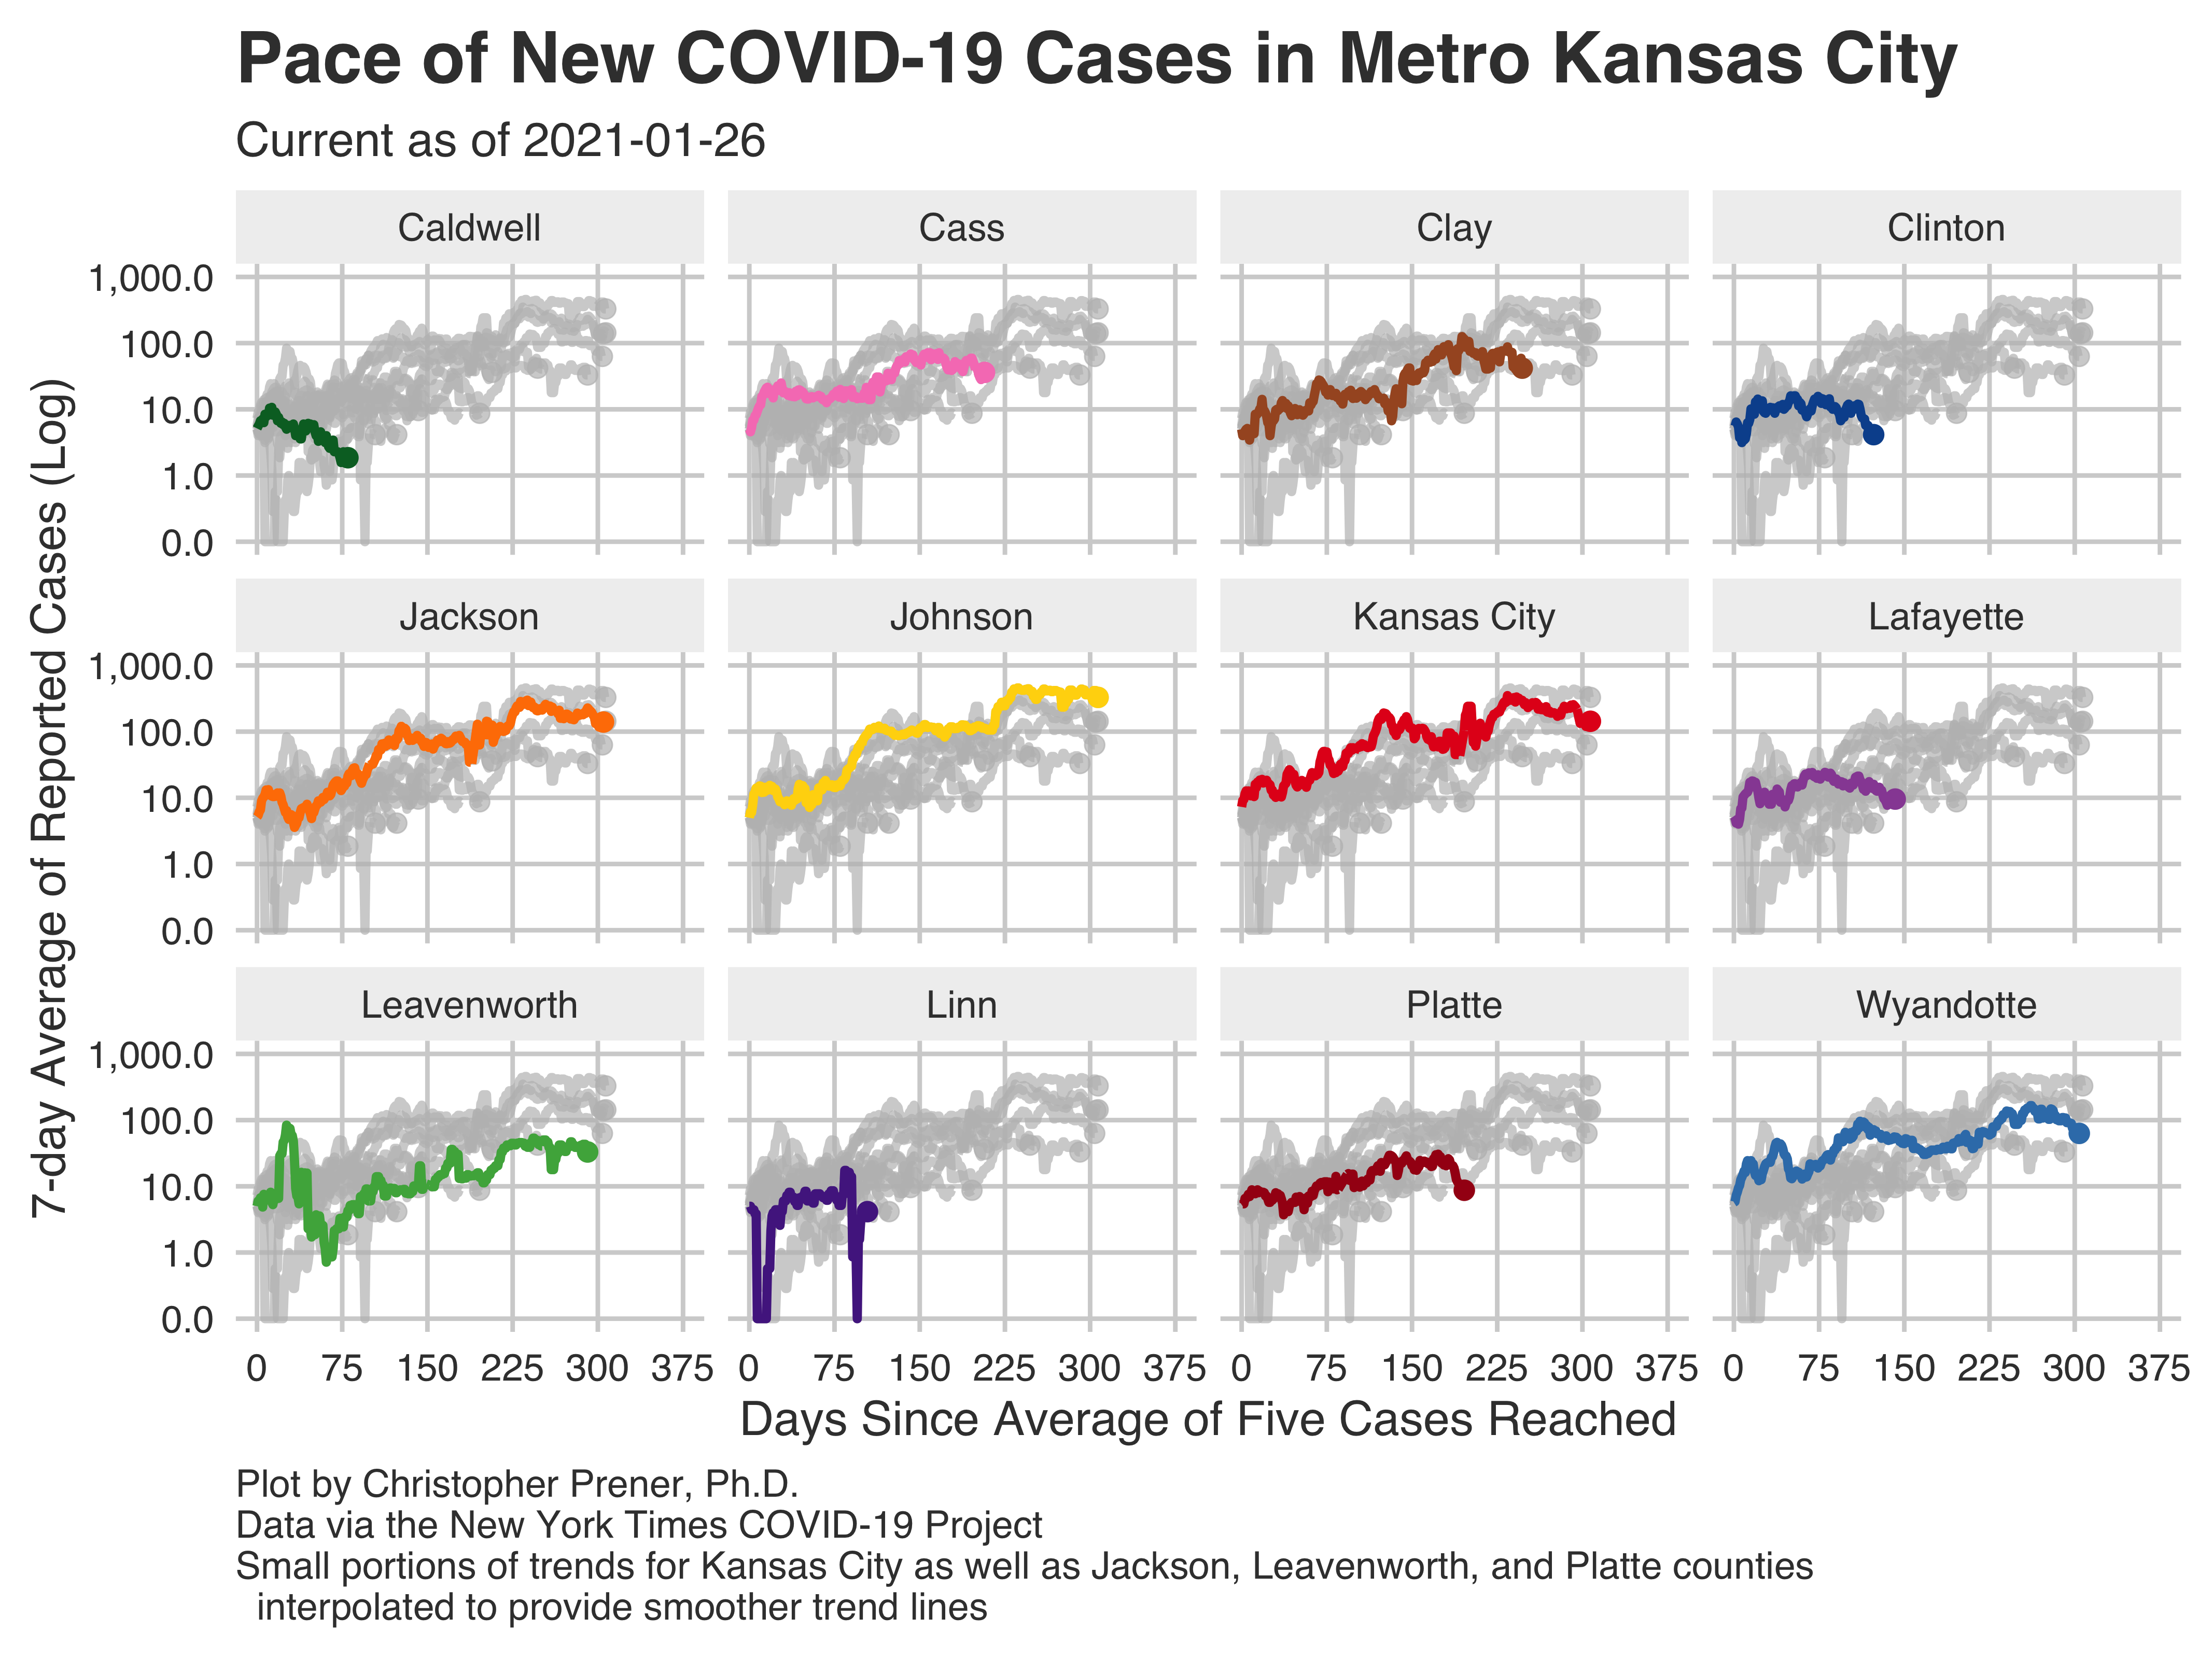 Pace of New COVID-19 Cases in Metro Kansas City
Current as of 2021-01-26
7-day Average of Reported Cases (Log)
Caldwell
Cass
Clay
Clinton
1,000.0
100.0
10.0
1.0
0.0
Jackson
Johnson
Kansas City
Lafayette
1,000.0
100.0
10.0
1.0
0.0
Leavenworth
Linn
Platte
Wyandotte
1,000.0
100.0
10.0
1.0
0.0
0 75 150 225 300 375
0 75 150 225 300 375
0 75 150 225 300 375
0 75 150 225 300 375
Days Since Average of Five Cases Reached
Plot by Christopher Prener, Ph.D.
Data via the New York Times COVID-19 Project
Small portions of trends for Kansas City as well as Jackson, Leavenworth, and Platte counties
interpolated to provide smoother trend lines